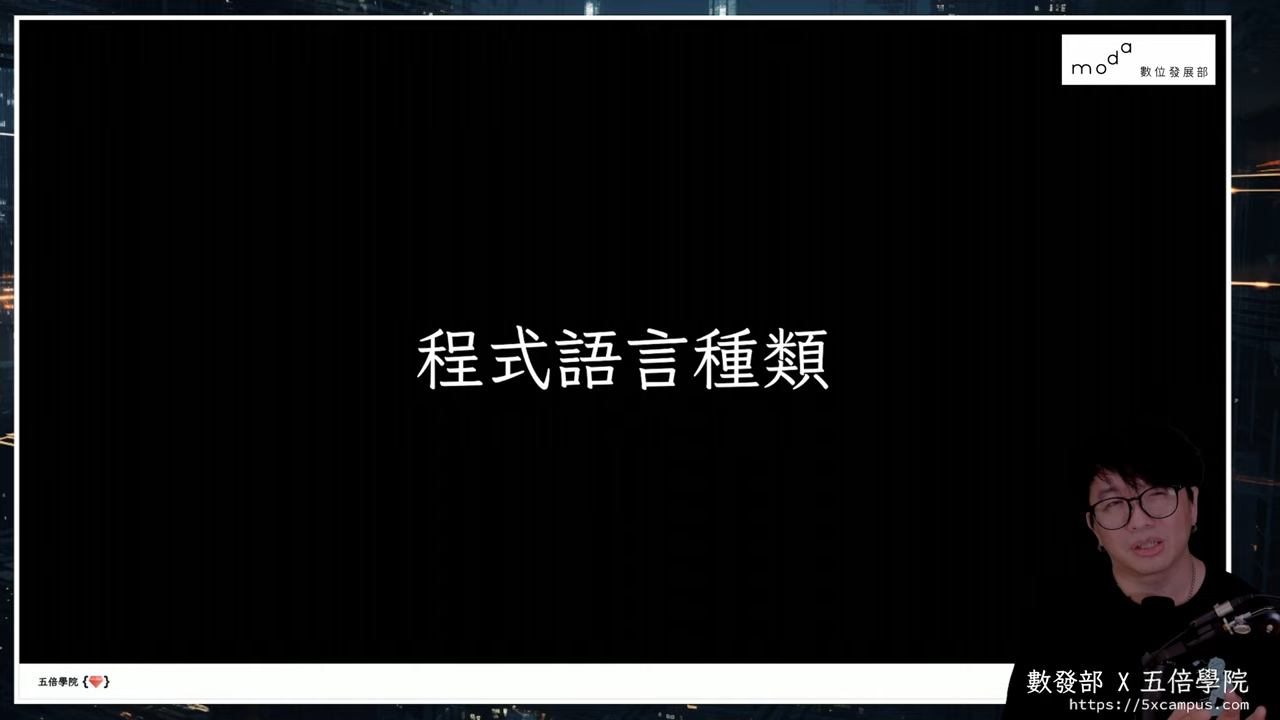 moda 數位發展部
程式語言種類
五倍學院 {❤}
數發部 X 五倍學院
https://5xcampus.com